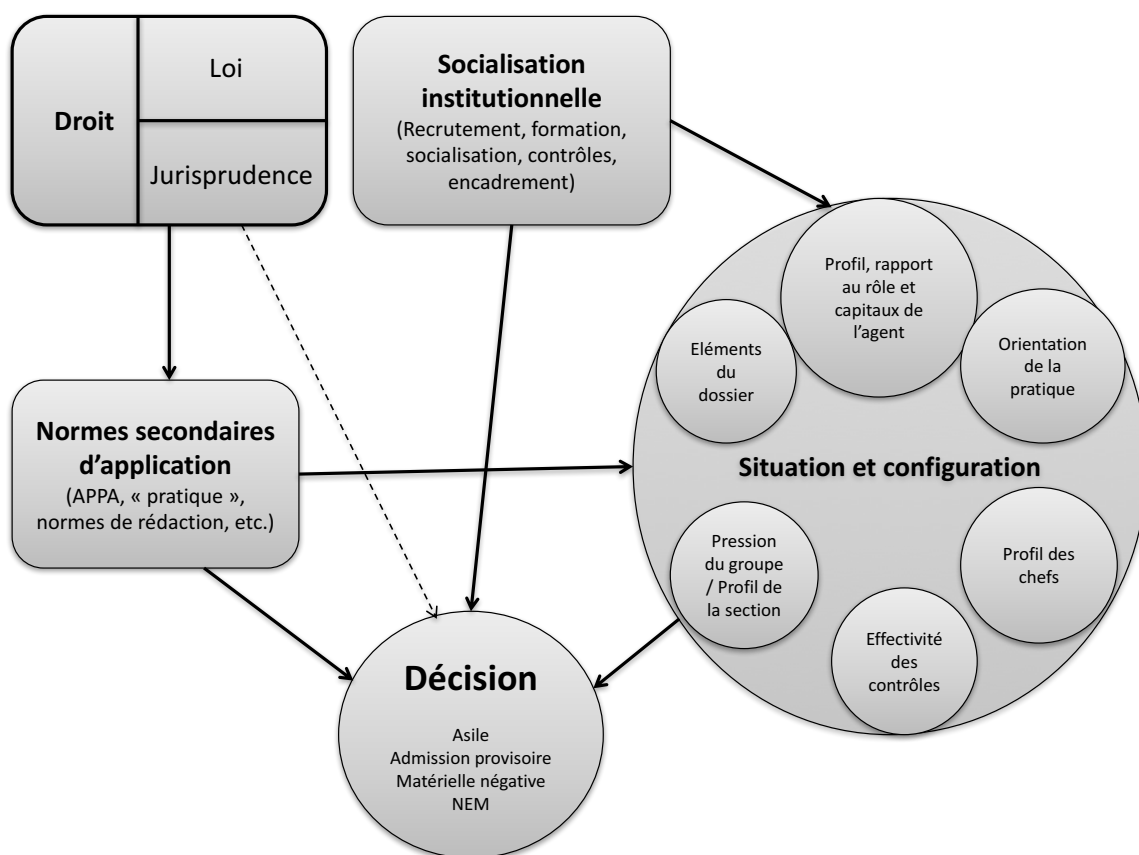 Droit
Loi
Jurisprudence
Socialisation
institutionnelle
(Recrutement, formation,
socialisation, contrôles,
encadrement)
Profil, rapport
au rôle et
capitaux de
l’agent
Eléments
du
dossier
Orientation
de la
pratique
Normes secondaires
d’application
(APPA, « pratique »,
normes de rédaction, etc.)
Situation et configuration
Pression
du groupe
/ Profil de
la section
Profil des
chefs
Effectivité
des
contrôles
Décision
Asile
Admission provisoire
Matérielle négative
NEM